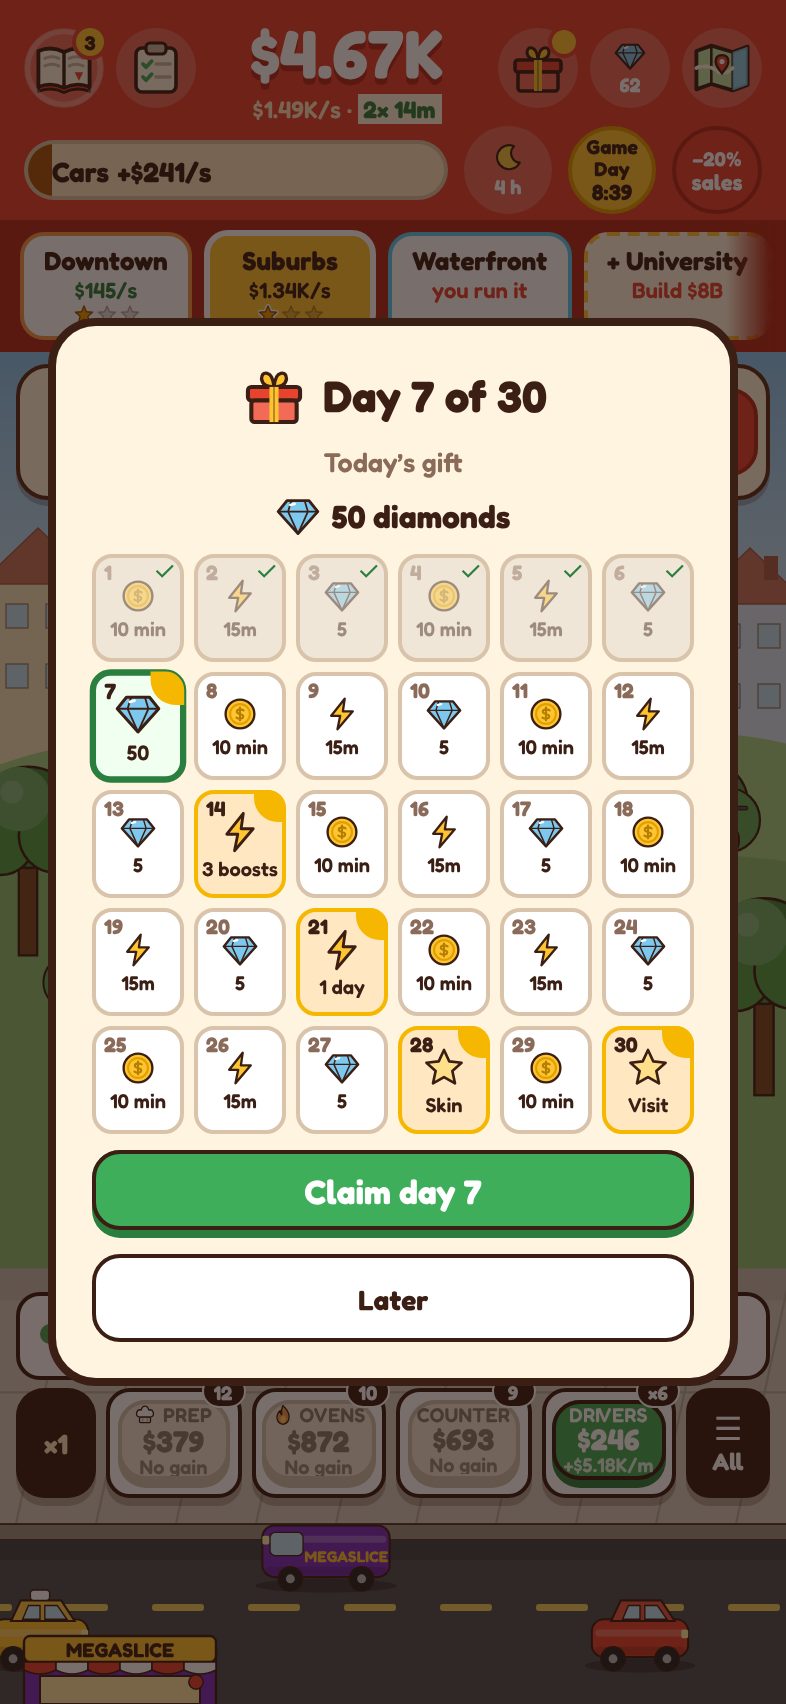 3
$4.67K
$1.49K/s · 2x 14m
62
Cars +$241/s
4 h
Game
Day
8:39
-20%
sales
Downtown
$145/s
Suburbs
$1.34K/s
Waterfront
you run it
+ University
Build $8B
Day 7 of 30
Today's gift
50 diamonds
1
10 min
2
15m
3
5
4
10 min
5
15m
6
5
7
50
8
10 min
9
15m
10
5
11
10 min
12
15m
13
5
14
3 boosts
15
10 min
16
15m
17
5
18
10 min
19
15m
20
5
21
1 day
22
10 min
23
15m
24
5
25
10 min
26
15m
27
5
28
Skin
29
10 min
30
Visit
Claim day 7
Later
x1
12
PREP
$379
No gain
10
OVENS
$872
No gain
9
COUNTER
$693
No gain
x6
DRIVERS
$246
+$5.18K/m
All
MEGASLICE
MEGASLICE